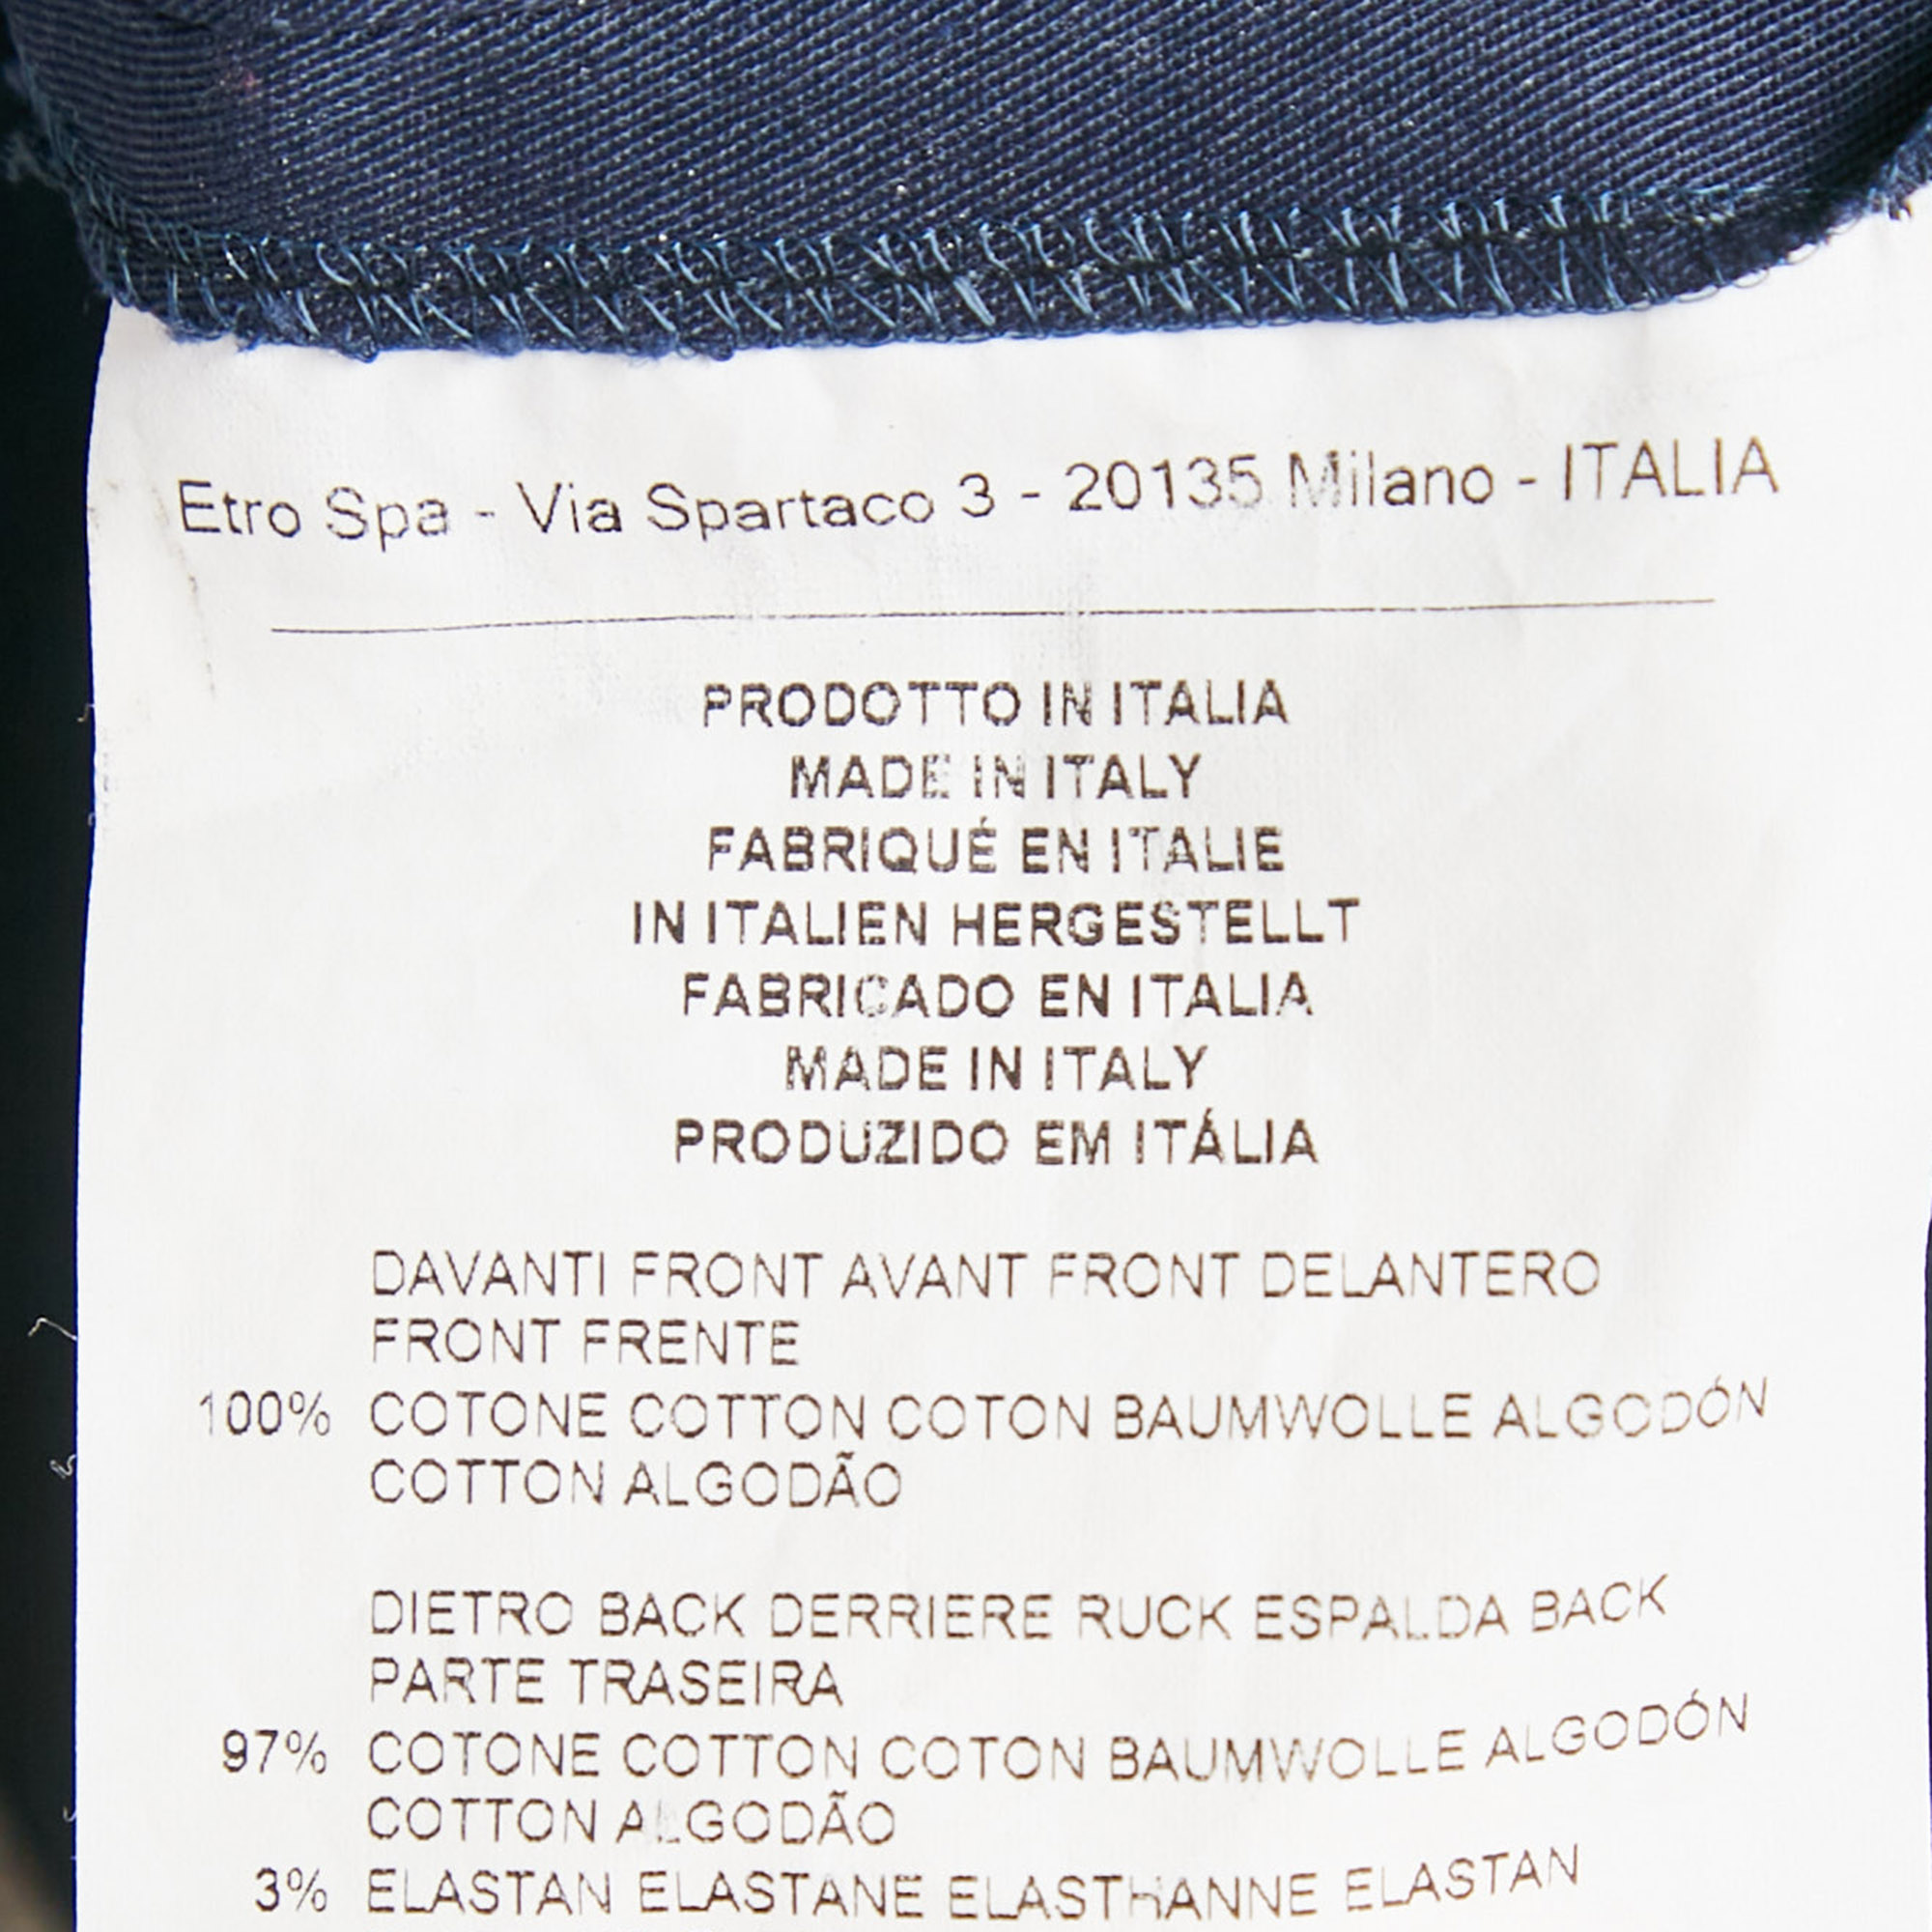 Etro Spa - Via Spartaco 3 - 20135 Milano - ITALIA
PRODOTTO IN ITALIA
MADE IN ITALY
FABRIQUÉ EN ITALIE
IN ITALIEN HERGESTELLT
FABRICADO EN ITALIA
MADE IN ITALY
PRODUZIDO EM ITÁLIA
DAVANTI FRONT AVANT FRONT DELANTERO
FRONT FRENTE
100% COTONE COTTON COTON BAUMWOLLE ALGODÓN
COTTON ALGODÃO
DIETRO BACK DERRIERE RUCK ESPALDA BACK
PARTE TRASEIRA
97% COTONE COTTON COTON BAUMWOLLE ALGODÓN
COTTON ALGODÃO
3% ELASTAN ELASTANE ELASTHANNE ELASTAN